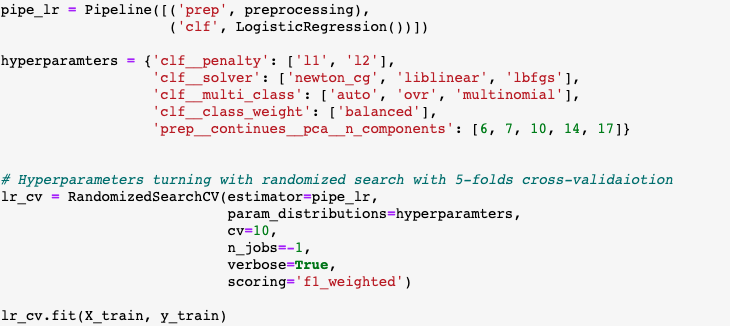 pipe_lr = Pipeline([('prep', preprocessing),
('clf', LogisticRegression())])
hyperparamters = {'clf__penalty': ['l1', 'l2'],
'clf__solver': ['newton_cg', 'liblinear', 'lbfgs'],
'clf__multi_class': ['auto', 'ovr', 'multinomial'],
'clf__class_weight': ['balanced'],
'prep__continues__pca__n_components': [6, 7, 10, 14, 17]}
# Hyperparameters turning with randomized search with 5-folds cross-validaiotion
lr_cv = RandomizedSearchCV(estimator=pipe_lr,
param_distributions=hyperparamters,
cv=10,
n_jobs=-1,
verbose=True,
scoring='f1_weighted')
lr_cv.fit(X_train, y_train)